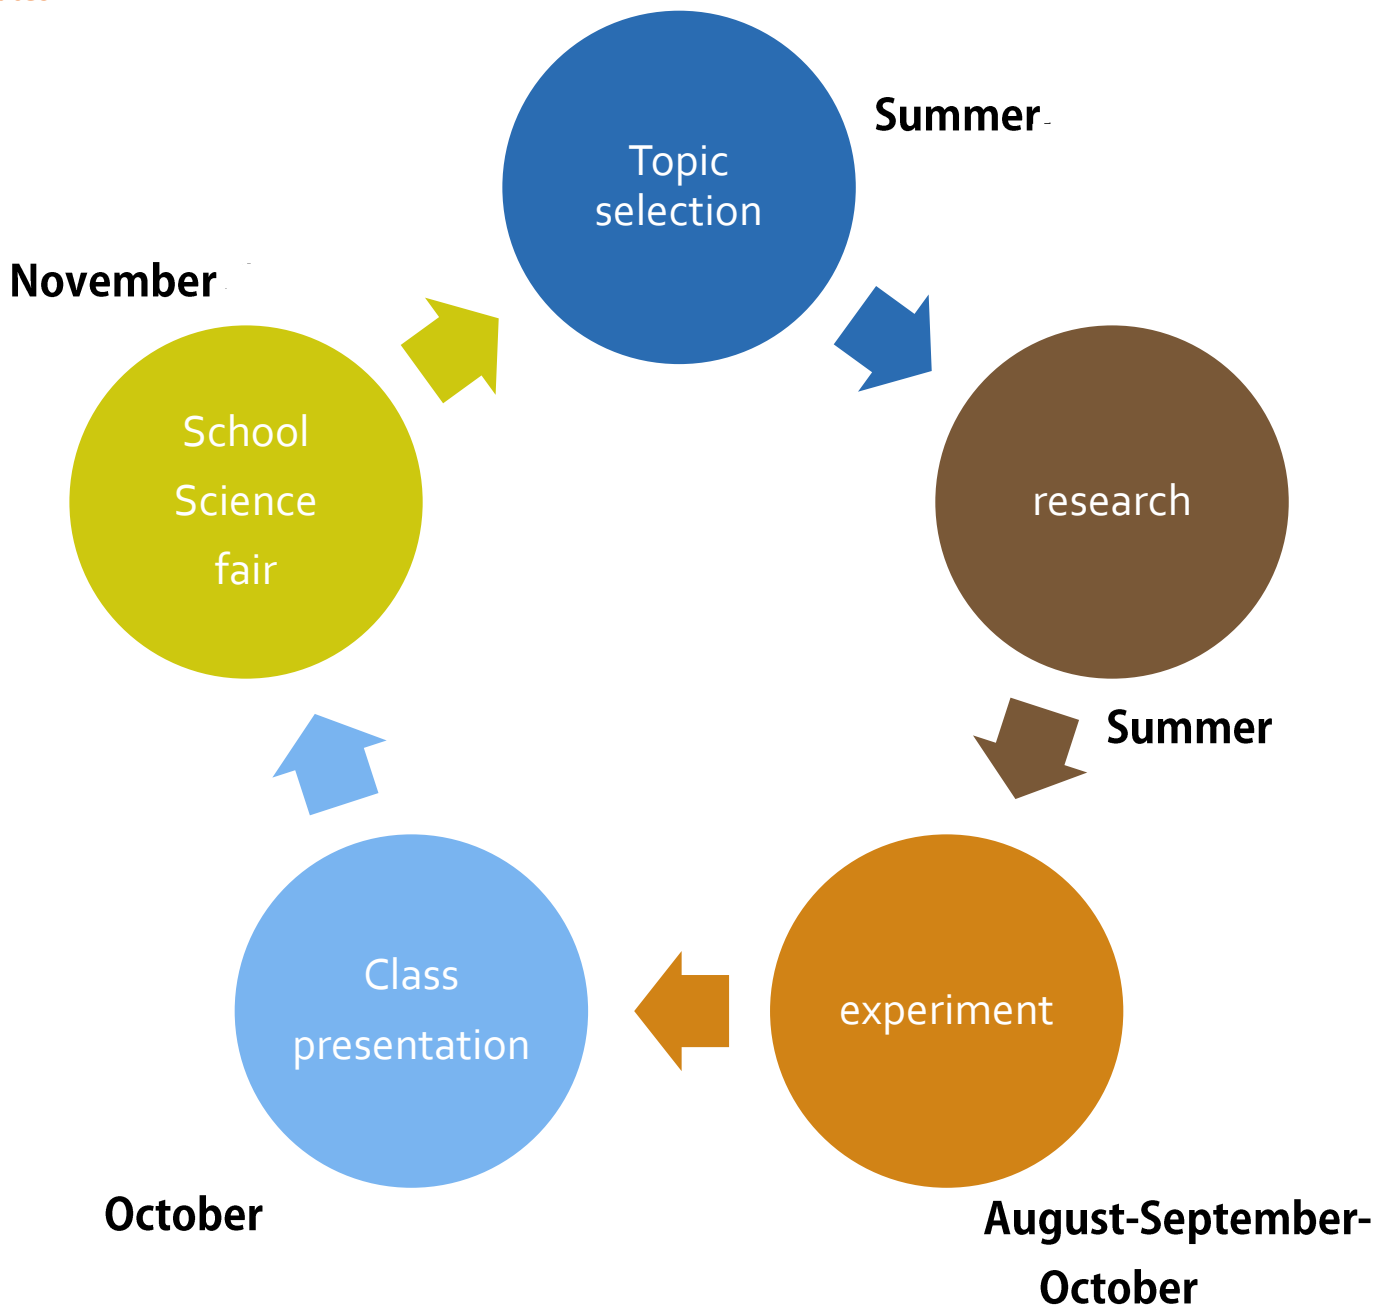 Topic
selection
Summer
research
Summer
experiment
August-September-
October
Class
presentation
October
School
Science
fair
November